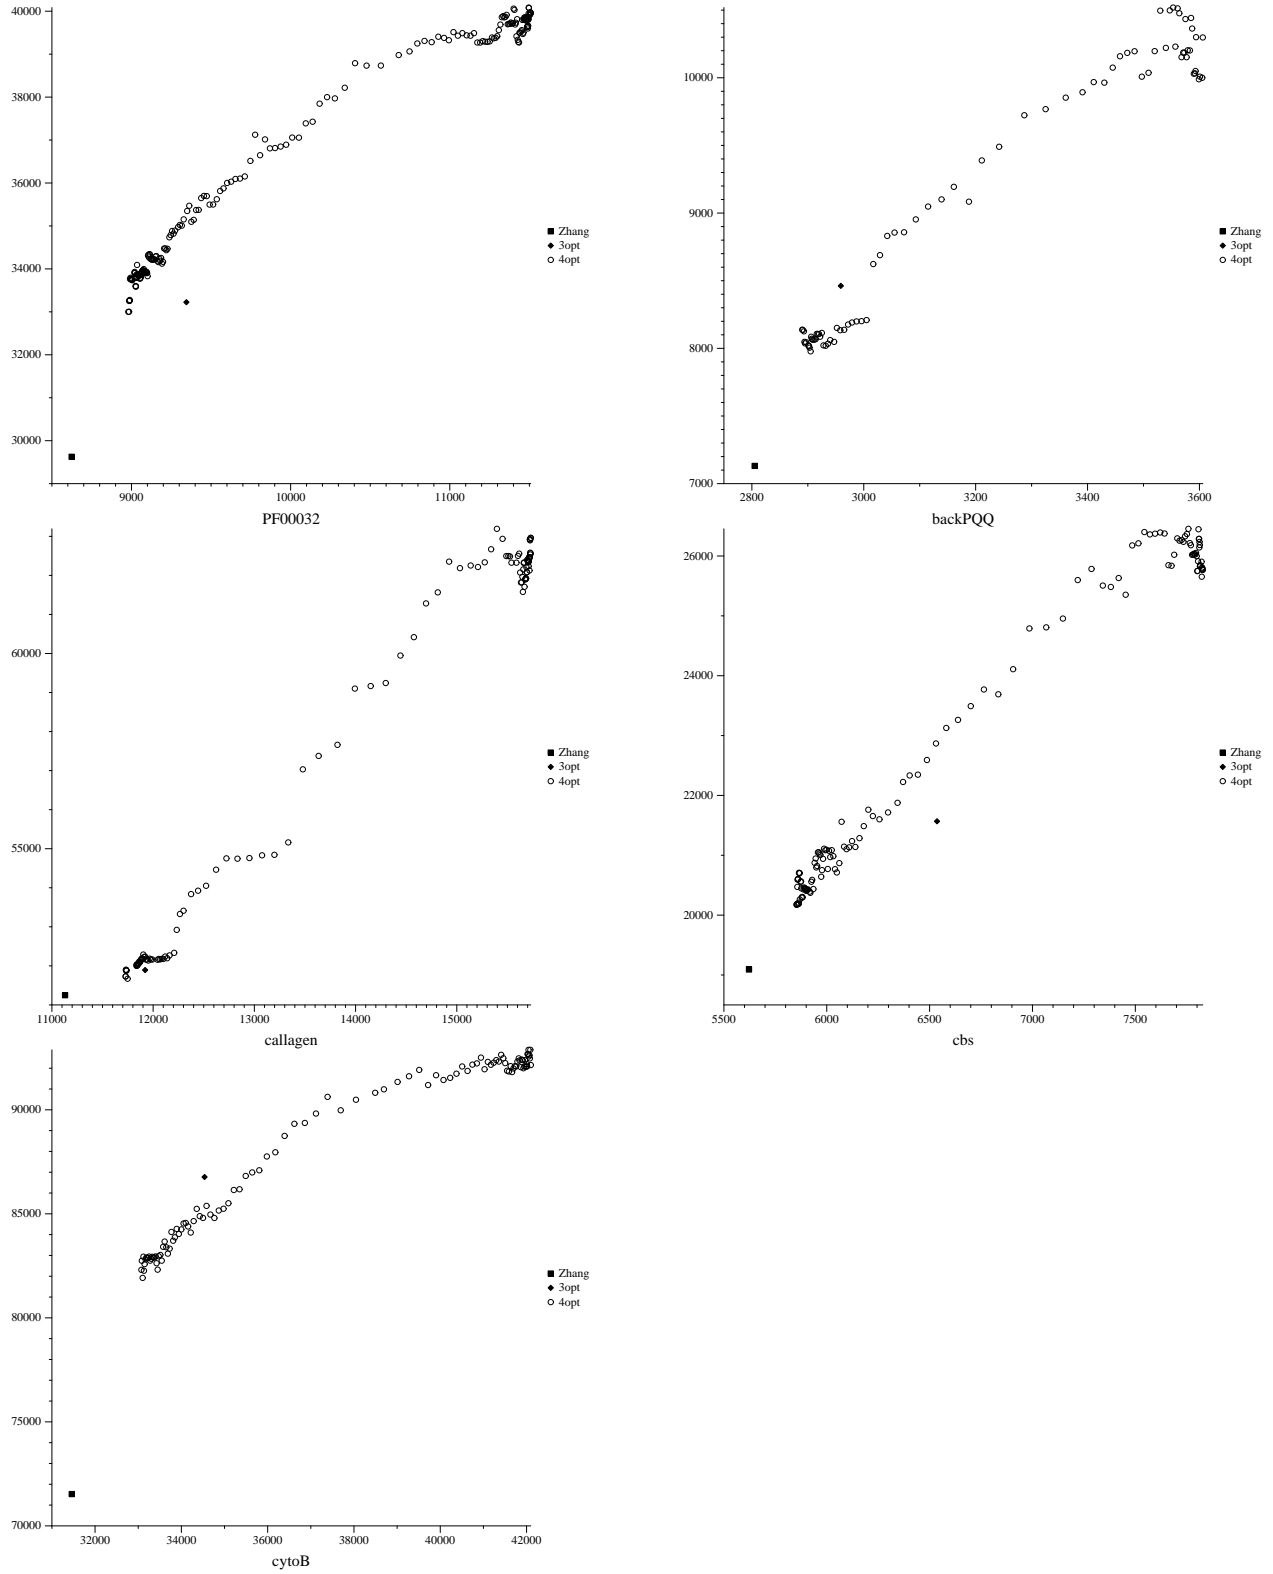 40000
38000
36000
34000
32000
30000
9000 10000 11000
PF00032
Zhang
3opt
4opt
10000
9000
8000
7000
2800 3000 3200 3400 3600
backPQQ
Zhang
3opt
4opt
60000
55000
11000 12000 13000 14000 15000
callagen
Zhang
3opt
4opt
26000
24000
22000
20000
5500 6000 6500 7000 7500
cbs
Zhang
3opt
4opt
90000
85000
80000
75000
70000
32000 34000 36000 38000 40000 42000
cytoB
Zhang
3opt
4opt